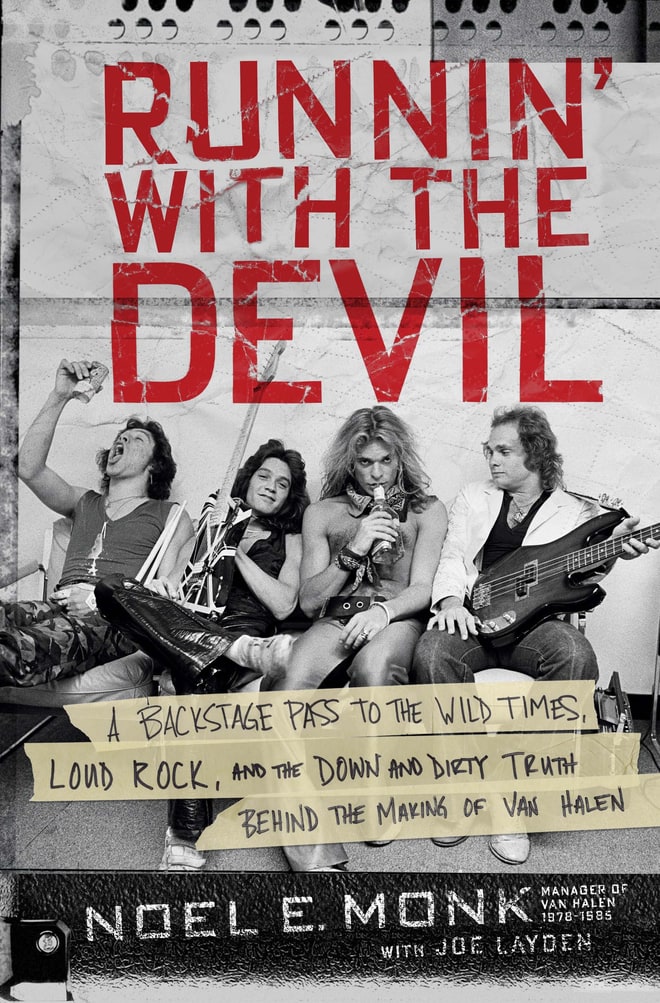 RUNNIN'
WITH THE
DEVIL
A BACKSTAGE PASS TO THE WILD TIMES,
LOUD ROCK, AND THE DOWN AND DIRTY TRUTH
BEHIND THE MAKING OF VAN HALEN
NOEL E. MONK
MANAGER OF
VAN HALEN
1978-1985
WITH JOE LAYDEN